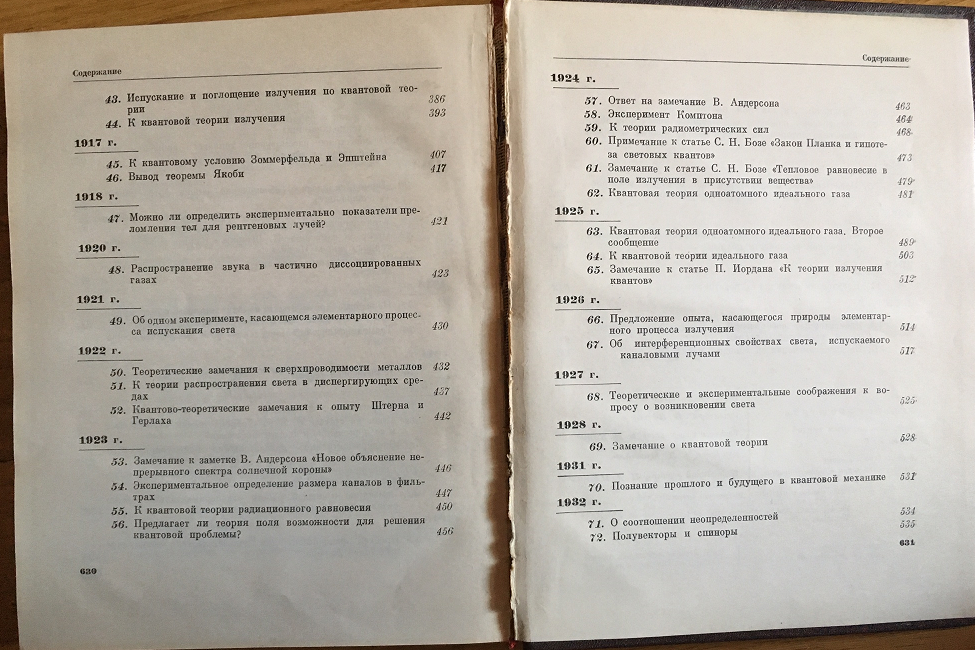 Содержание
43. Испускание и поглощение излучения по квантовой тео-
рии 386
44. К квантовой теории излучения 393
1917 г.
45. К квантовому условию Зоммерфельда и Эпштейна 407
46. Вывод теоремы Якоби 417
1918 г.
47. Можно ли определить экспериментально показатели пре-
ломления тел для рентгеновых лучей? 421
1920 г.
48. Распространение звука в частично диссоциированных
газах 423
1921 г.
49. Об одном эксперименте, касающемся элементарного процес-
са испускания света 430
1922 г.
50. Теоретические замечания к сверхпроводимости металлов 432
51. К теории распространения света в диспергирующих сре-
дах 437
52. Квантово-теоретические замечания к опыту Штерна и
Герлаха 442
1923 г.
53. Замечание к заметке В. Андерсона «Новое объяснение не-
прерывного спектра солнечной короны» 446
54. Экспериментальное определение размера каналов в филь-
трах 447
55. К квантовой теории радиационного равновесия 450
56. Предлагает ли теория поля возможности для решения
квантовой проблемы? 456
630
Содержание
1924 г.
57. Ответ на замечание В. Андерсона 463
58. Эксперимент Комптона 464
59. К теории радиометрических сил 468
60. Примечание к статье С. Н. Бозе «Закон Планка и гипоте-
за световых квантов» 473
61. Замечание к статье С. Н. Бозе «Тепловое равновесие в
поле излучения в присутствии вещества» 479
62. Квантовая теория одноатомного идеального газа 481
1925 г.
63. Квантовая теория одноатомного идеального газа. Второе
сообщение 489
64. К квантовой теории идеального газа 503
65. Замечание к статье П. Иордана «К теории излучения
квантов» 512
1926 г.
66. Предложение опыта, касающегося природы элементар-
ного процесса излучения 514
67. Об интерференционных свойствах света, испускаемого
каналовыми лучами 517
1927 г.
68. Теоретические и экспериментальные соображения к во-
просу о возникновении света 525
1928 г.
69. Замечание о квантовой теории 528
1931 г.
70. Познание прошлого и будущего в квантовой механике 531
1932 г.
71. О соотношении неопределенностей 534
72. Полувекторы и спиноры 535
631